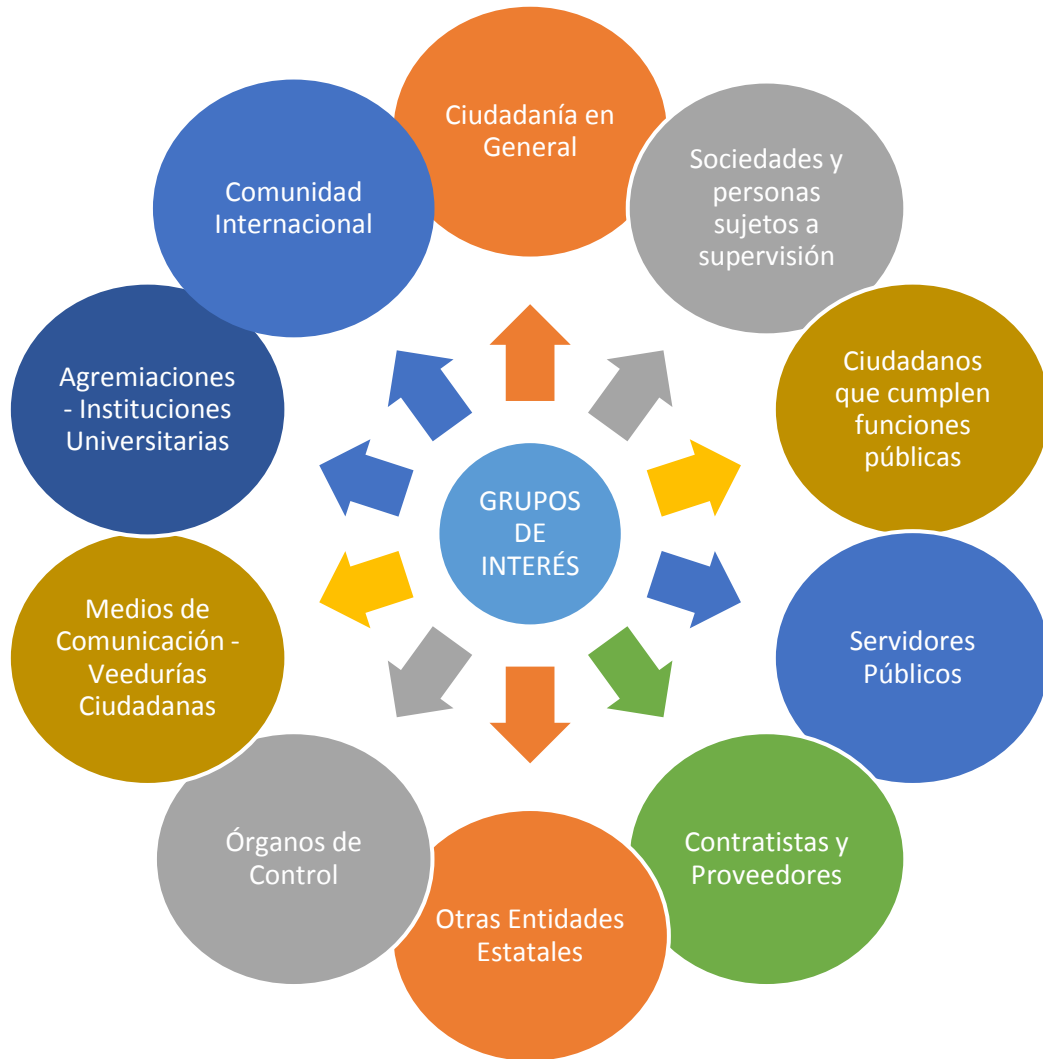 Ciudadanía en
General
Sociedades y
personas
sujetos a
supervisión
Ciudadanos
que cumplen
funciones
públicas
Servidores
Públicos
Contratistas y
Proveedores
Otras Entidades
Estatales
Órganos de
Control
Medios de
Comunicación -
Veedurías
Ciudadanas
Agremiaciones
- Instituciones
Universitarias
Comunidad
Internacional
GRUPOS
DE
INTERÉS